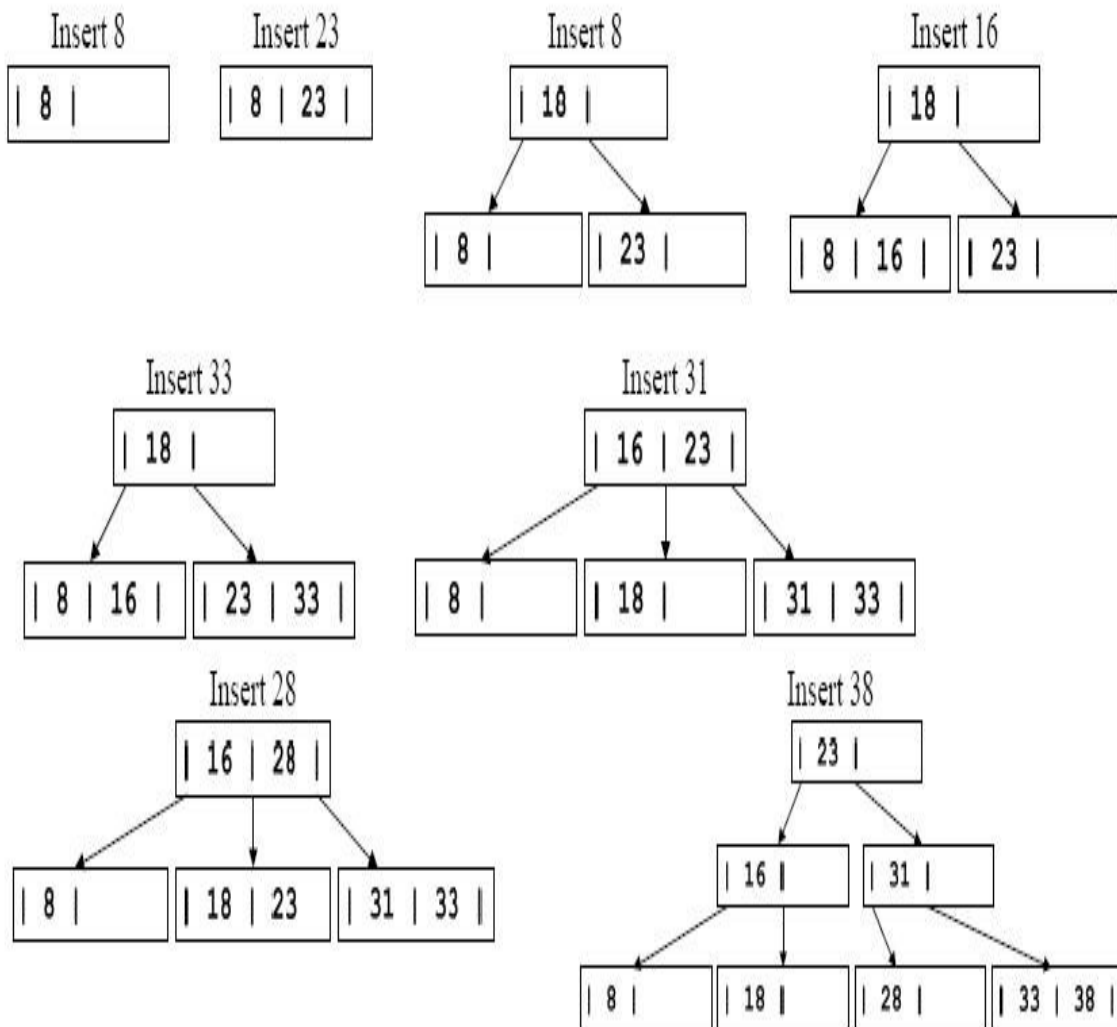 Insert 8
Insert 23
Insert 8
Insert 16
| 8 |
| 8 | 23 |
| 18 |
| 18 |
| 8 |
| 23 |
| 8 | 16 |
| 23 |
Insert 33
Insert 31
| 18 |
| 16 | 23 |
| 8 | 16 |
| 23 | 33 |
| 8 |
| 18 |
| 31 | 33 |
Insert 28
Insert 38
| 16 | 28 |
| 23 |
| 16 |
| 31 |
| 8 |
| 18 | 23
| 31 | 33 |
| 8 |
| 18 |
| 28 |
| 33 | 38 |